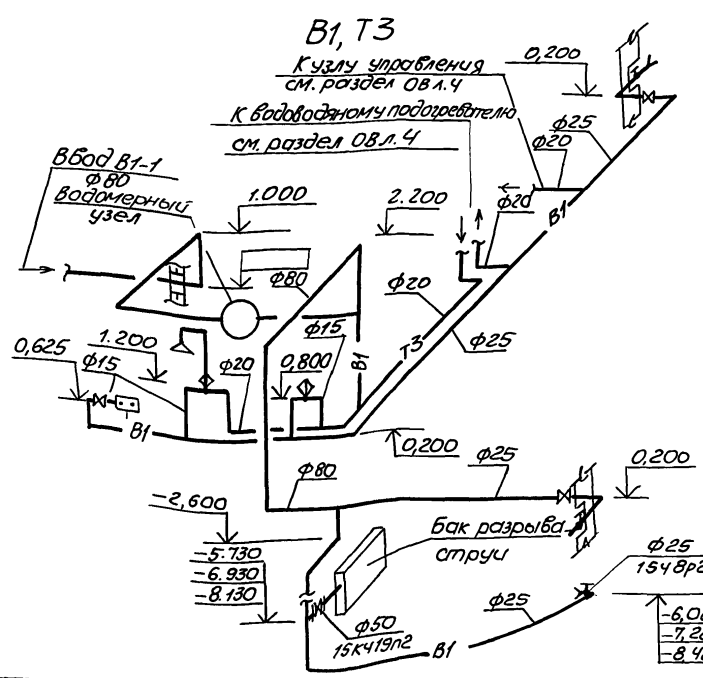 В1, Т3
К узлу управления
см. раздел ОВ л.4
0,200
К водоводяному подогревателю
см. раздел ОВ л.4
ф25
ф20
Ввод В1-1
ф80
водомерный
узел
1.000
2.200
ф20
В1
ф80
ф20
ф15
Т3
ф25
1.200
0,625
ф15
ф20
0,800
В1
В1
0,200
ф80
ф25
0,200
-2,600
-5.730
-6.930
-8.130
Бак разрыва
струи
ф25
15ч8р2
ф50
15кч19п2
ф25
В1